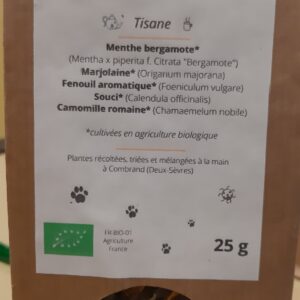 Tisane
Menthe bergamote*
(Mentha x piperita f. Citrata "Bergamote")
Marjolaine* (Origanum majorana)
Fenouil aromatique* (Foeniculum vulgare)
Souci* (Calendula officinalis)
Camomille romaine* (Chamaemelum nobile)
*cultivées en agriculture biologique
Plantes récoltées, triées et mélangées à la main
à Combrand (Deux-Sèvres)
FR-BIO-01
Agriculture
France
25 g